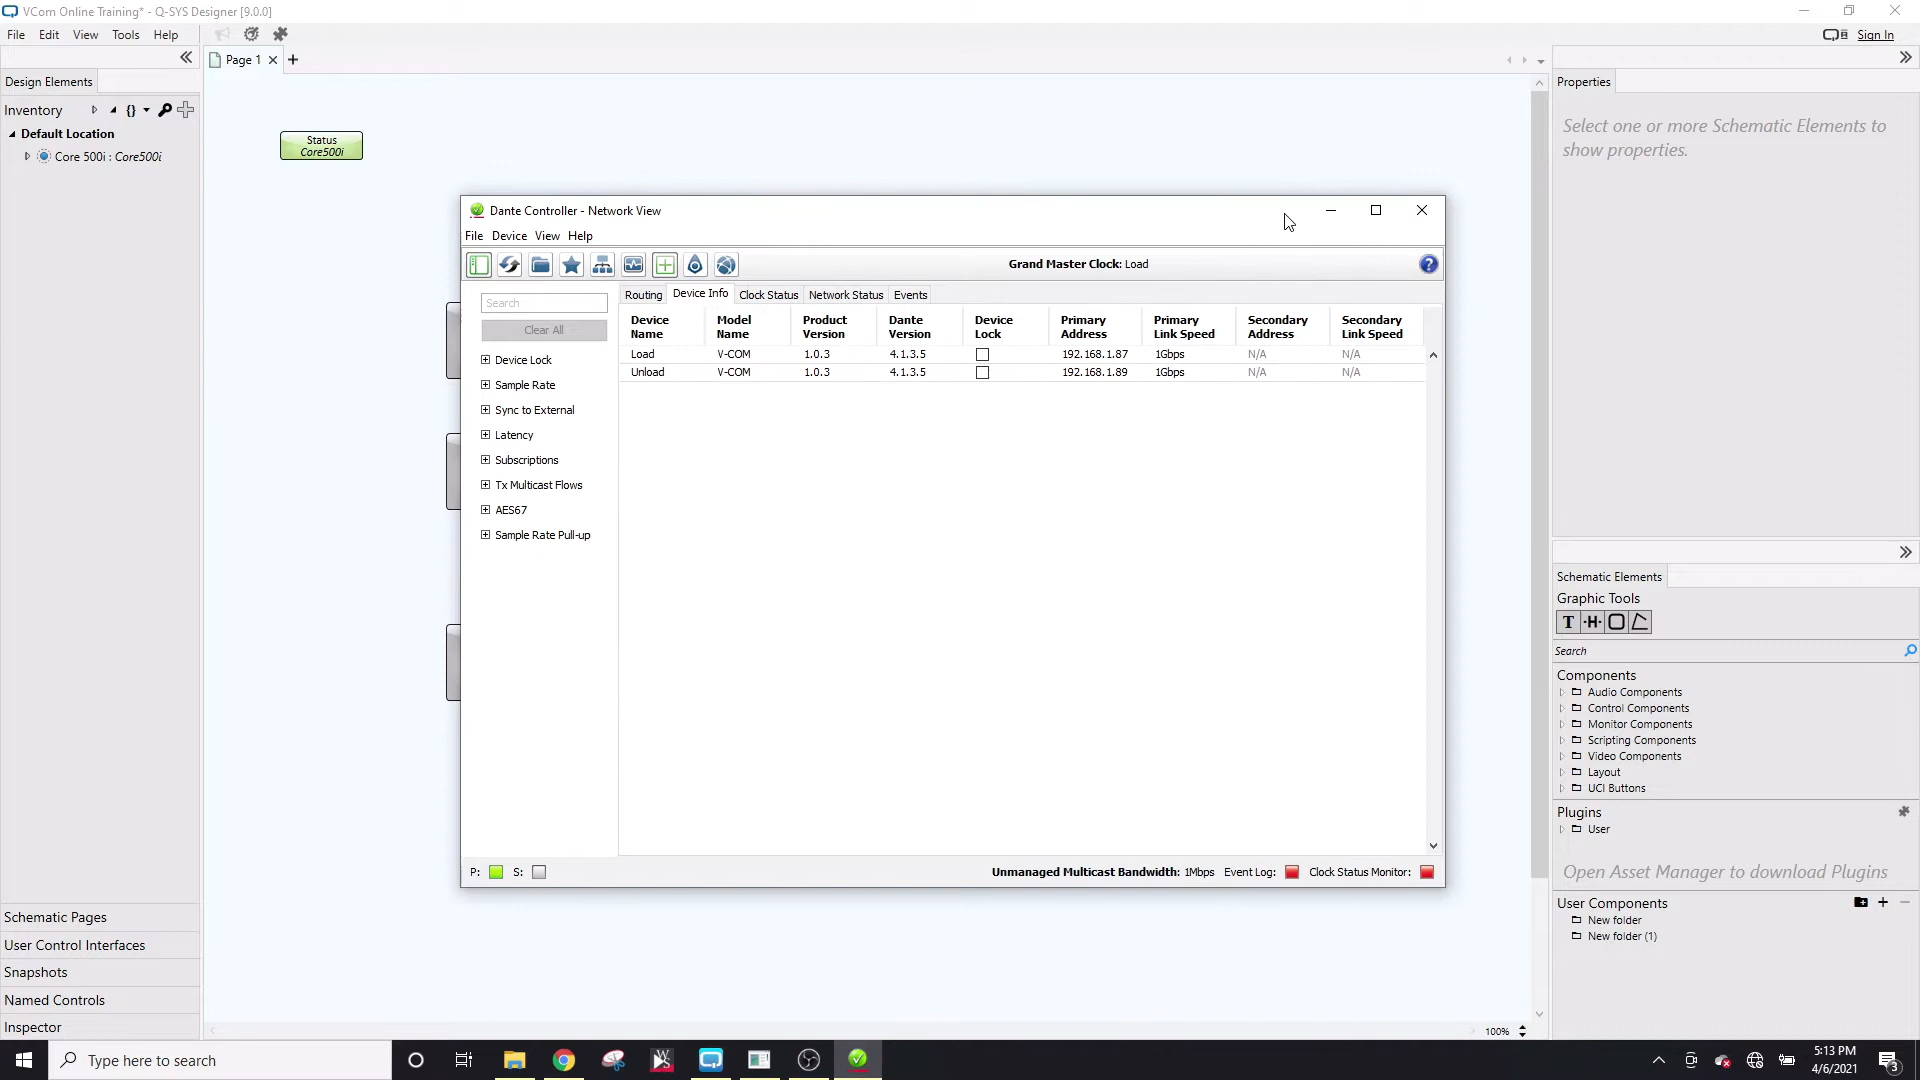 VCom Online Training* - Q-SYS Designer [9.0.0]
File Edit View Tools Help
Sign In
Page 1
Design Elements
Inventory
{}
Default Location
Core 500i : Core500i
Status
Core500i
Properties
Select one or more Schematic Elements to
show properties.
Dante Controller - Network View
File Device View Help
Grand Master Clock: Load
?
Search
Clear All
Device Lock
Sample Rate
Sync to External
Latency
Subscriptions
Tx Multicast Flows
AES67
Sample Rate Pull-up
Routing Device Info Clock Status Network Status Events
Device Name Model Name Product Version Dante Version Device Lock Primary Address Primary Link Speed Secondary Address Secondary Link Speed
Load V-COM 1.0.3 4.1.3.5 192.168.1.87 1Gbps N/A N/A
Unload V-COM 1.0.3 4.1.3.5 192.168.1.89 1Gbps N/A N/A
P: S: Unmanaged Multicast Bandwidth: 1Mbps Event Log: Clock Status Monitor:
Schematic Elements
Graphic Tools
T H
Search
Components
Audio Components
Control Components
Monitor Components
Scripting Components
Video Components
Layout
UCI Buttons
Plugins
User
Open Asset Manager to download Plugins
User Components
New folder
New folder (1)
Schematic Pages
User Control Interfaces
Snapshots
Named Controls
Inspector
100%
Type here to search
5:13 PM
4/6/2021
3